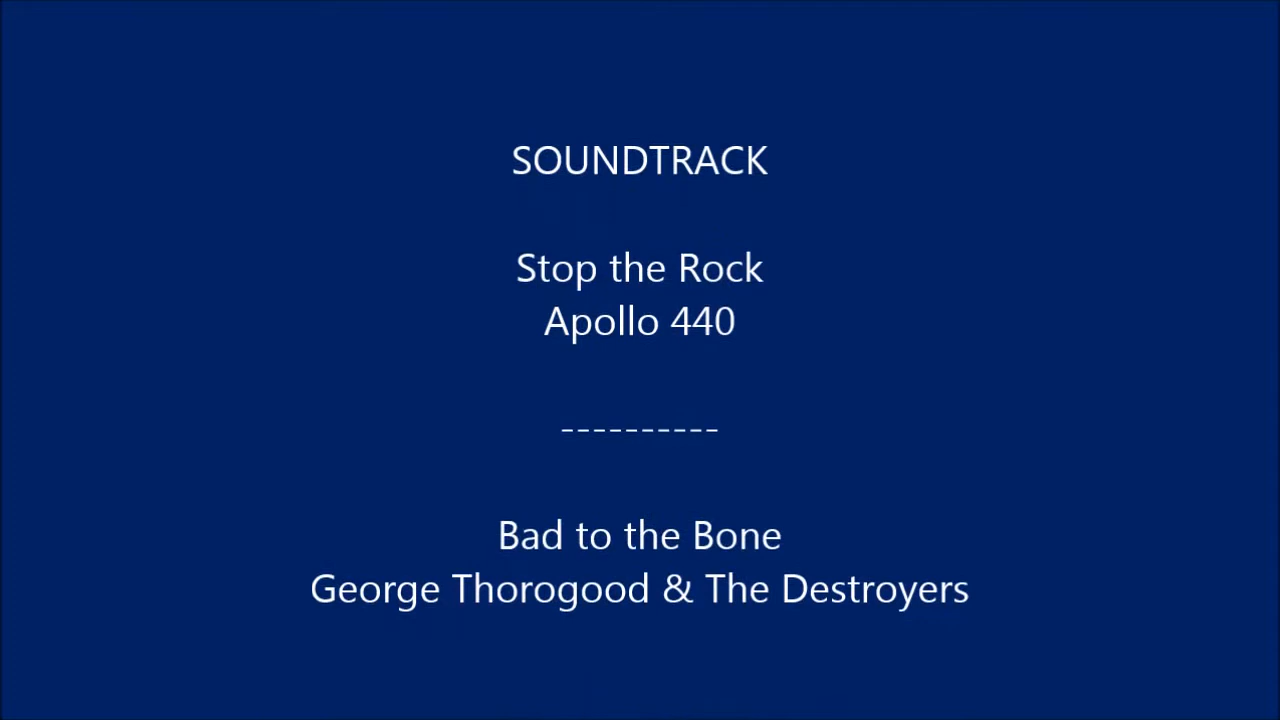 SOUNDTRACK
Stop the Rock
Apollo 440
----------
Bad to the Bone
George Thorogood & The Destroyers